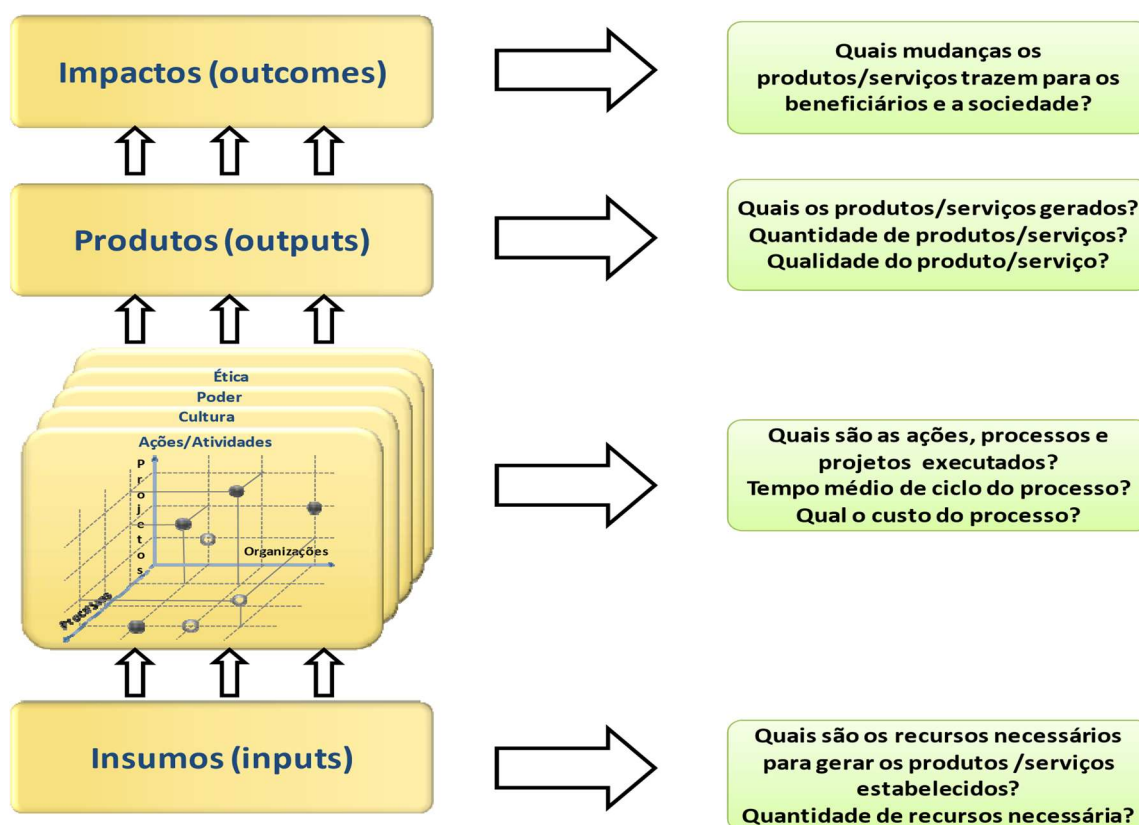 Impactos (outcomes)
Quais mudanças os
produtos/serviços trazem para os
beneficiários e a sociedade?
Produtos (outputs)
Quais os produtos/serviços gerados?
Quantidade de produtos/serviços?
Qualidade do produto/serviço?
Ética
Poder
Cultura
Ações/Atividades
Projetos
Organizações
Processos
Quais são as ações, processos e
projetos executados?
Tempo médio de ciclo do processo?
Qual o custo do processo?
Insumos (inputs)
Quais são os recursos necessários
para gerar os produtos /serviços
estabelecidos?
Quantidade de recursos necessária?